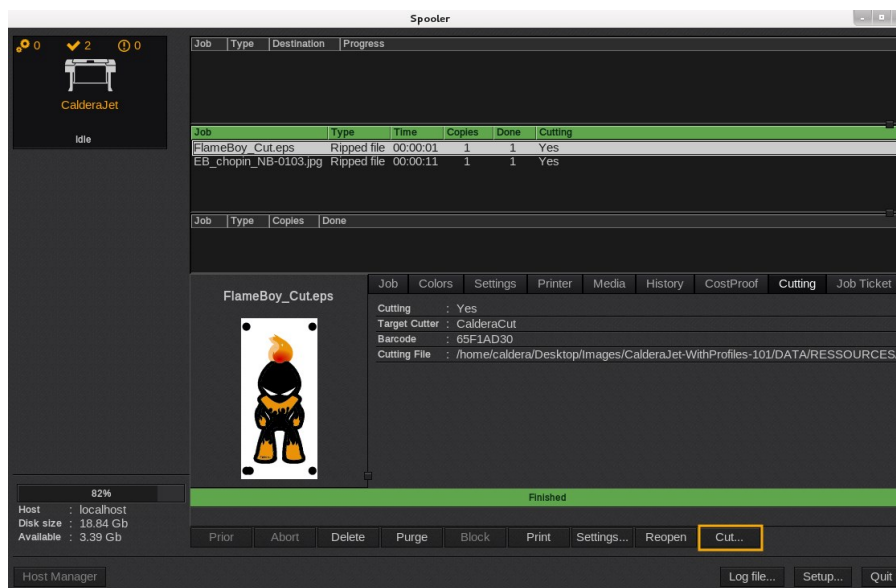 Spooler
0 2 0
CalderaJet
Idle
Job Type Destination Progress
Job Type Time Copies Done Cutting
FlameBoy_Cut.eps Ripped file 00:00:01 1 1 Yes
EB_chopin_NB-0103.jpg Ripped file 00:00:11 1 1 Yes
Job Type Copies Done
FlameBoy_Cut.eps
Job Colors Settings Printer Media History CostProof Cutting Job Ticket
Cutting : Yes
Target Cutter : CalderaCut
Barcode : 65F1AD30
Cutting File : /home/caldera/Desktop/Images/CalderaJet-WithProfiles-101/DATA/RESSOURCES
82%
Host : localhost
Disk size : 18.84 Gb
Available : 3.39 Gb
Finished
Prior Abort Delete Purge Block Print Settings... Reopen Cut...
Host Manager Log file... Setup... Quit